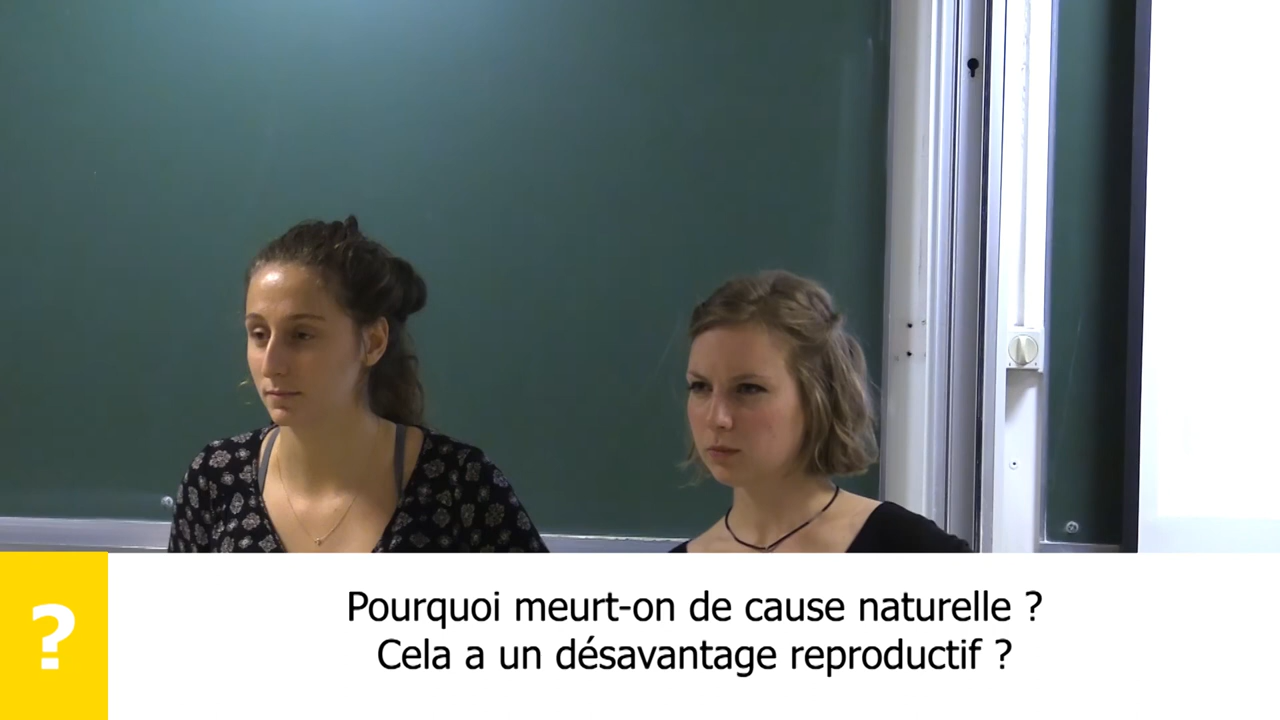 Pourquoi meurt-on de cause naturelle ?
?
Cela a un désavantage reproductif ?